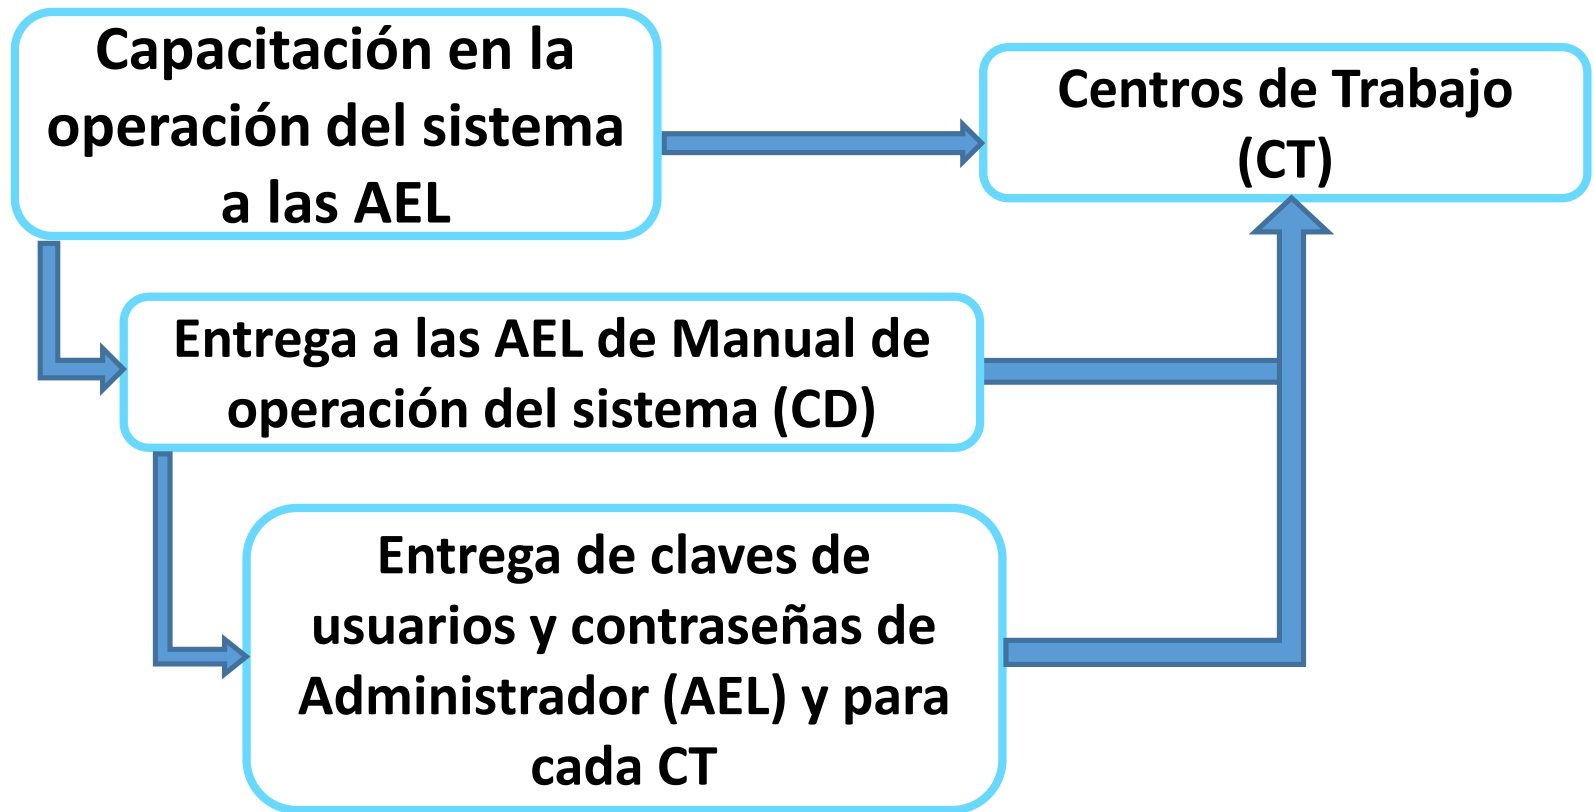 Capacitación en la
operación del sistema
a las AEL
Centros de Trabajo
(CT)
Entrega a las AEL de Manual de
operación del sistema (CD)
Entrega de claves de
usuarios y contraseñas de
Administrador (AEL) y para
cada CT